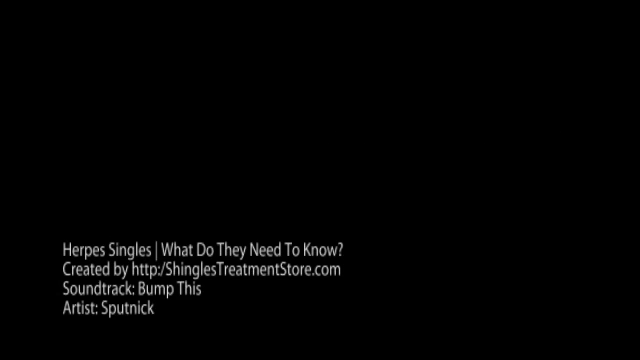 Herpes Singles | What Do They Need To Know?
Created by http:/ShinglesTreatmentStore.com
Soundtrack: Bump This
Artist: Sputnick